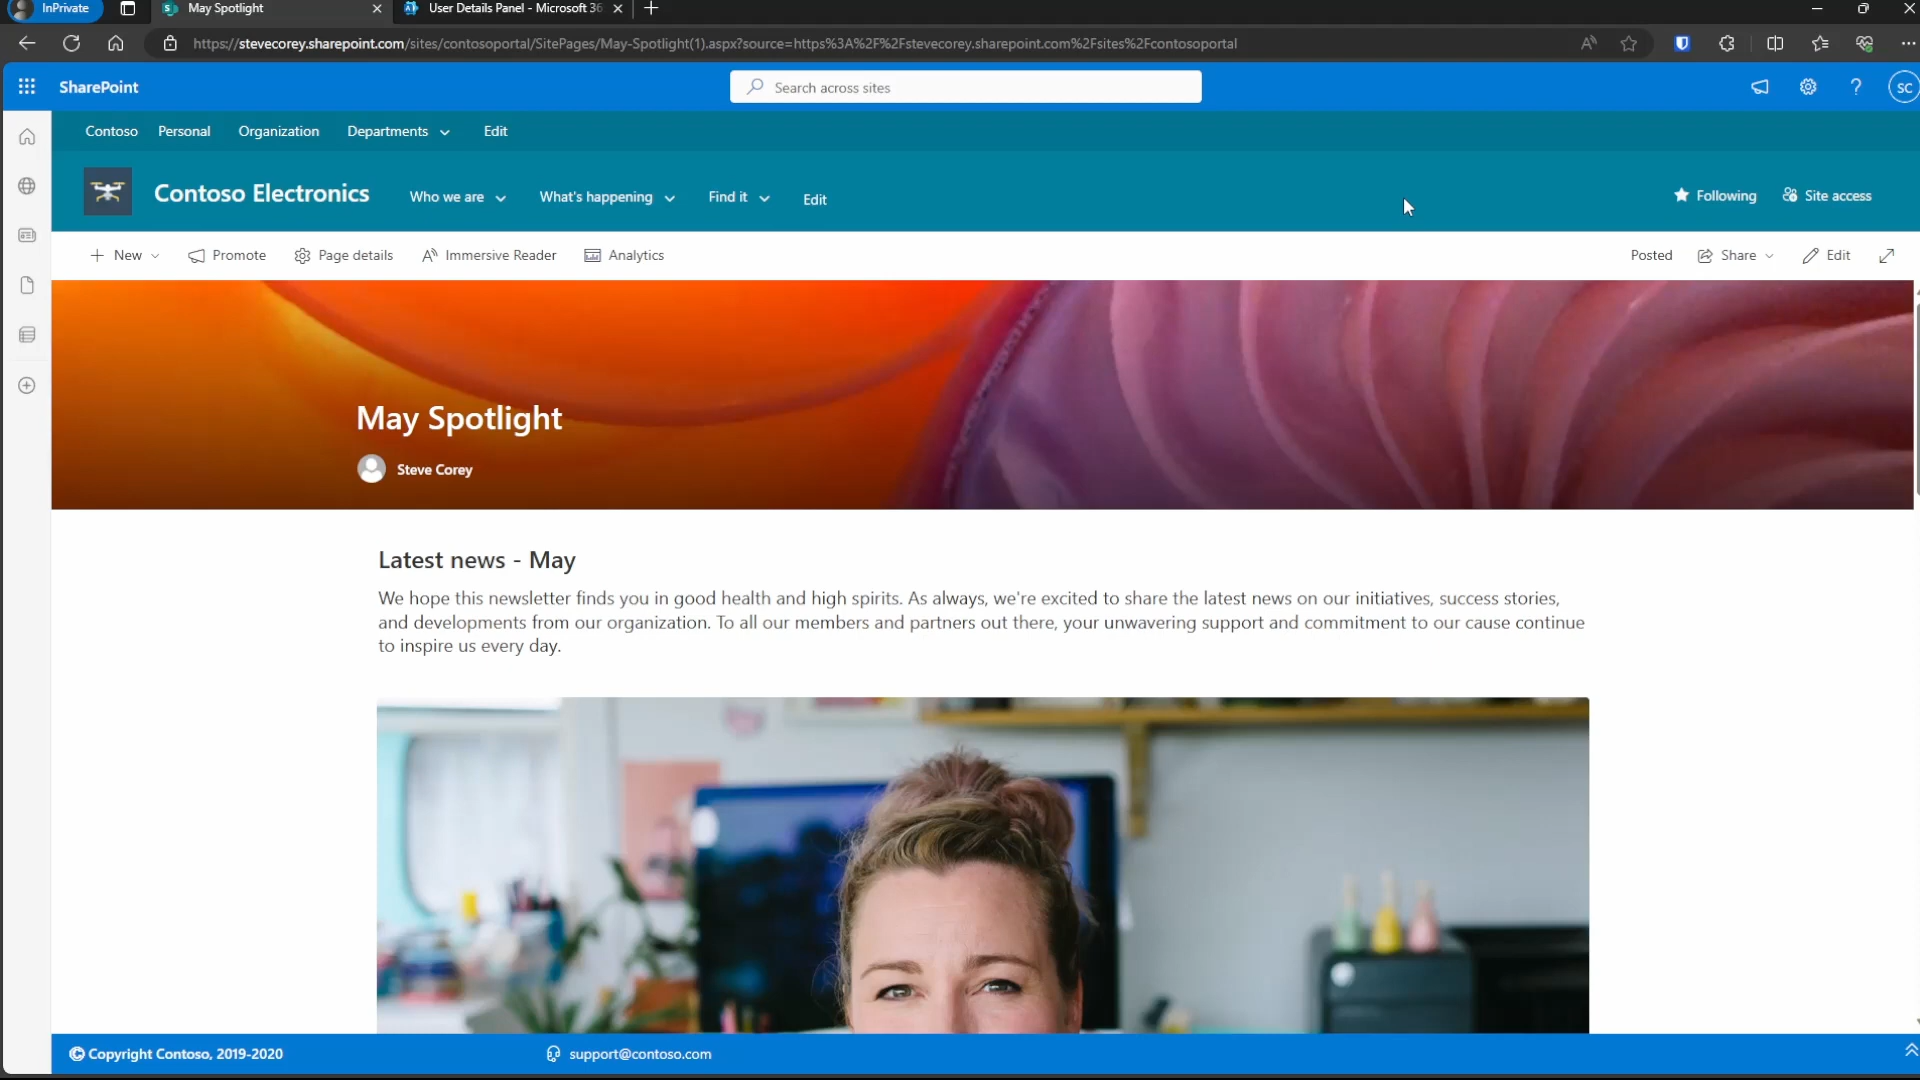 InPrivate
May Spotlight
User Details Panel - Microsoft 36
https://stevecorey.sharepoint.com/sites/contosoportal/SitePages/May-Spotlight(1).aspx?source=https%3A%2F%2Fstevecorey.sharepoint.com%2Fsites%2Fcontosoportal
SharePoint
Search across sites
SC
Contoso Personal Organization Departments Edit
Contoso Electronics
Who we are What's happening Find it Edit
Following Site access
New Promote Page details Immersive Reader Analytics
Posted Share Edit
May Spotlight
Steve Corey
Latest news - May
We hope this newsletter finds you in good health and high spirits. As always, we're excited to share the latest news on our initiatives, success stories,
and developments from our organization. To all our members and partners out there, your unwavering support and commitment to our cause continue
to inspire us every day.
© Copyright Contoso, 2019-2020
support@contoso.com